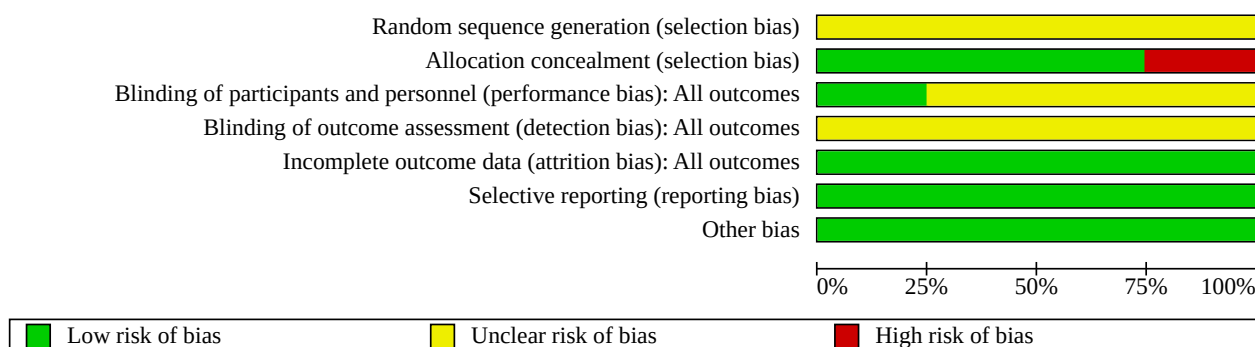 Random sequence generation (selection bias)
Allocation concealment (selection bias)
Blinding of participants and personnel (performance bias): All outcomes
Blinding of outcome assessment (detection bias): All outcomes
Incomplete outcome data (attrition bias): All outcomes
Selective reporting (reporting bias)
Other bias
0% 25% 50% 75% 100%
Low risk of bias Unclear risk of bias High risk of bias